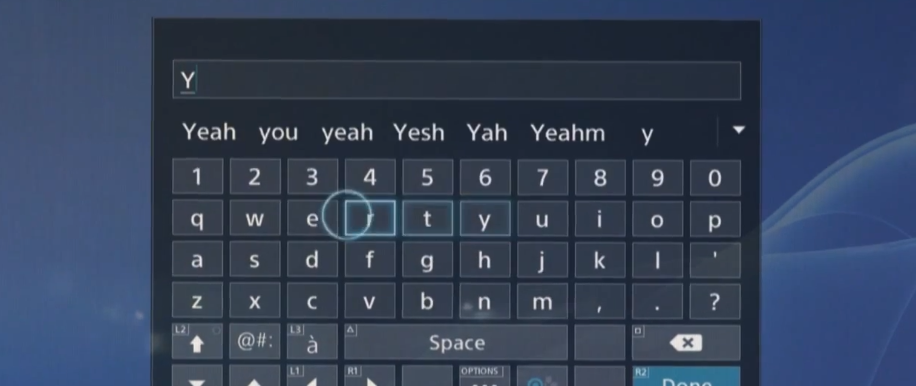 Y
Yeah you yeah Yesh Yah Yeahm y
1 2 3 4 5 6 7 8 9 0
q w e r t y u i o p
a s d f g h j k l '
z x c v b n m , . ?
L2 @#: L3 à △ Space □
L1 R1 OPTIONS R2 Done